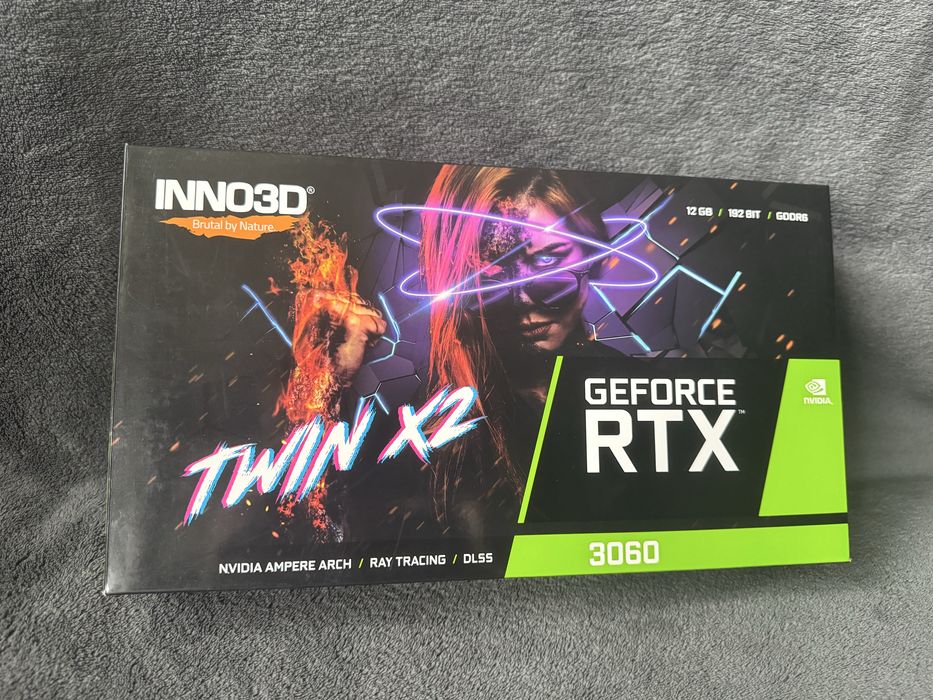 INNO3D®
Brutal by Nature.
12 GB / 192 BIT / GDDR6
TWIN X2
GEFORCE
RTX™
NVIDIA.
3060
NVIDIA AMPERE ARCH / RAY TRACING / DLSS